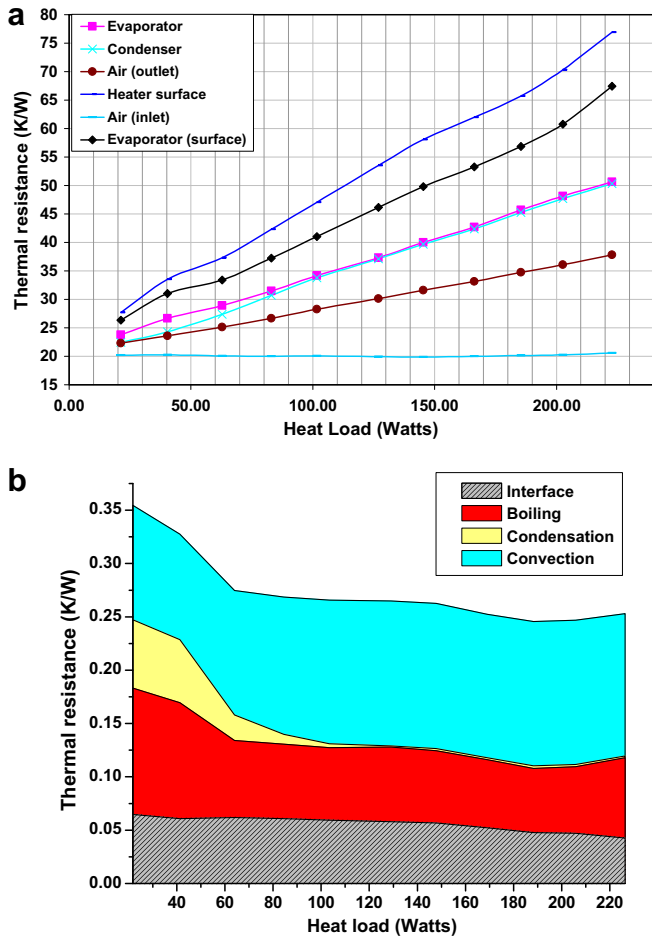 a
Thermal resistance (K/W)
80
75
70
65
60
55
50
45
40
35
30
25
20
15
Evaporator
Condenser
Air (outlet)
Heater surface
Air (inlet)
Evaporator (surface)
0.00 50.00 100.00 150.00 200.00
Heat Load (Watts)
b
Thermal resistance (K/W)
0.35
0.30
0.25
0.20
0.15
0.10
0.05
0.00
Interface
Boiling
Condensation
Convection
40 60 80 100 120 140 160 180 200 220
Heat load (Watts)